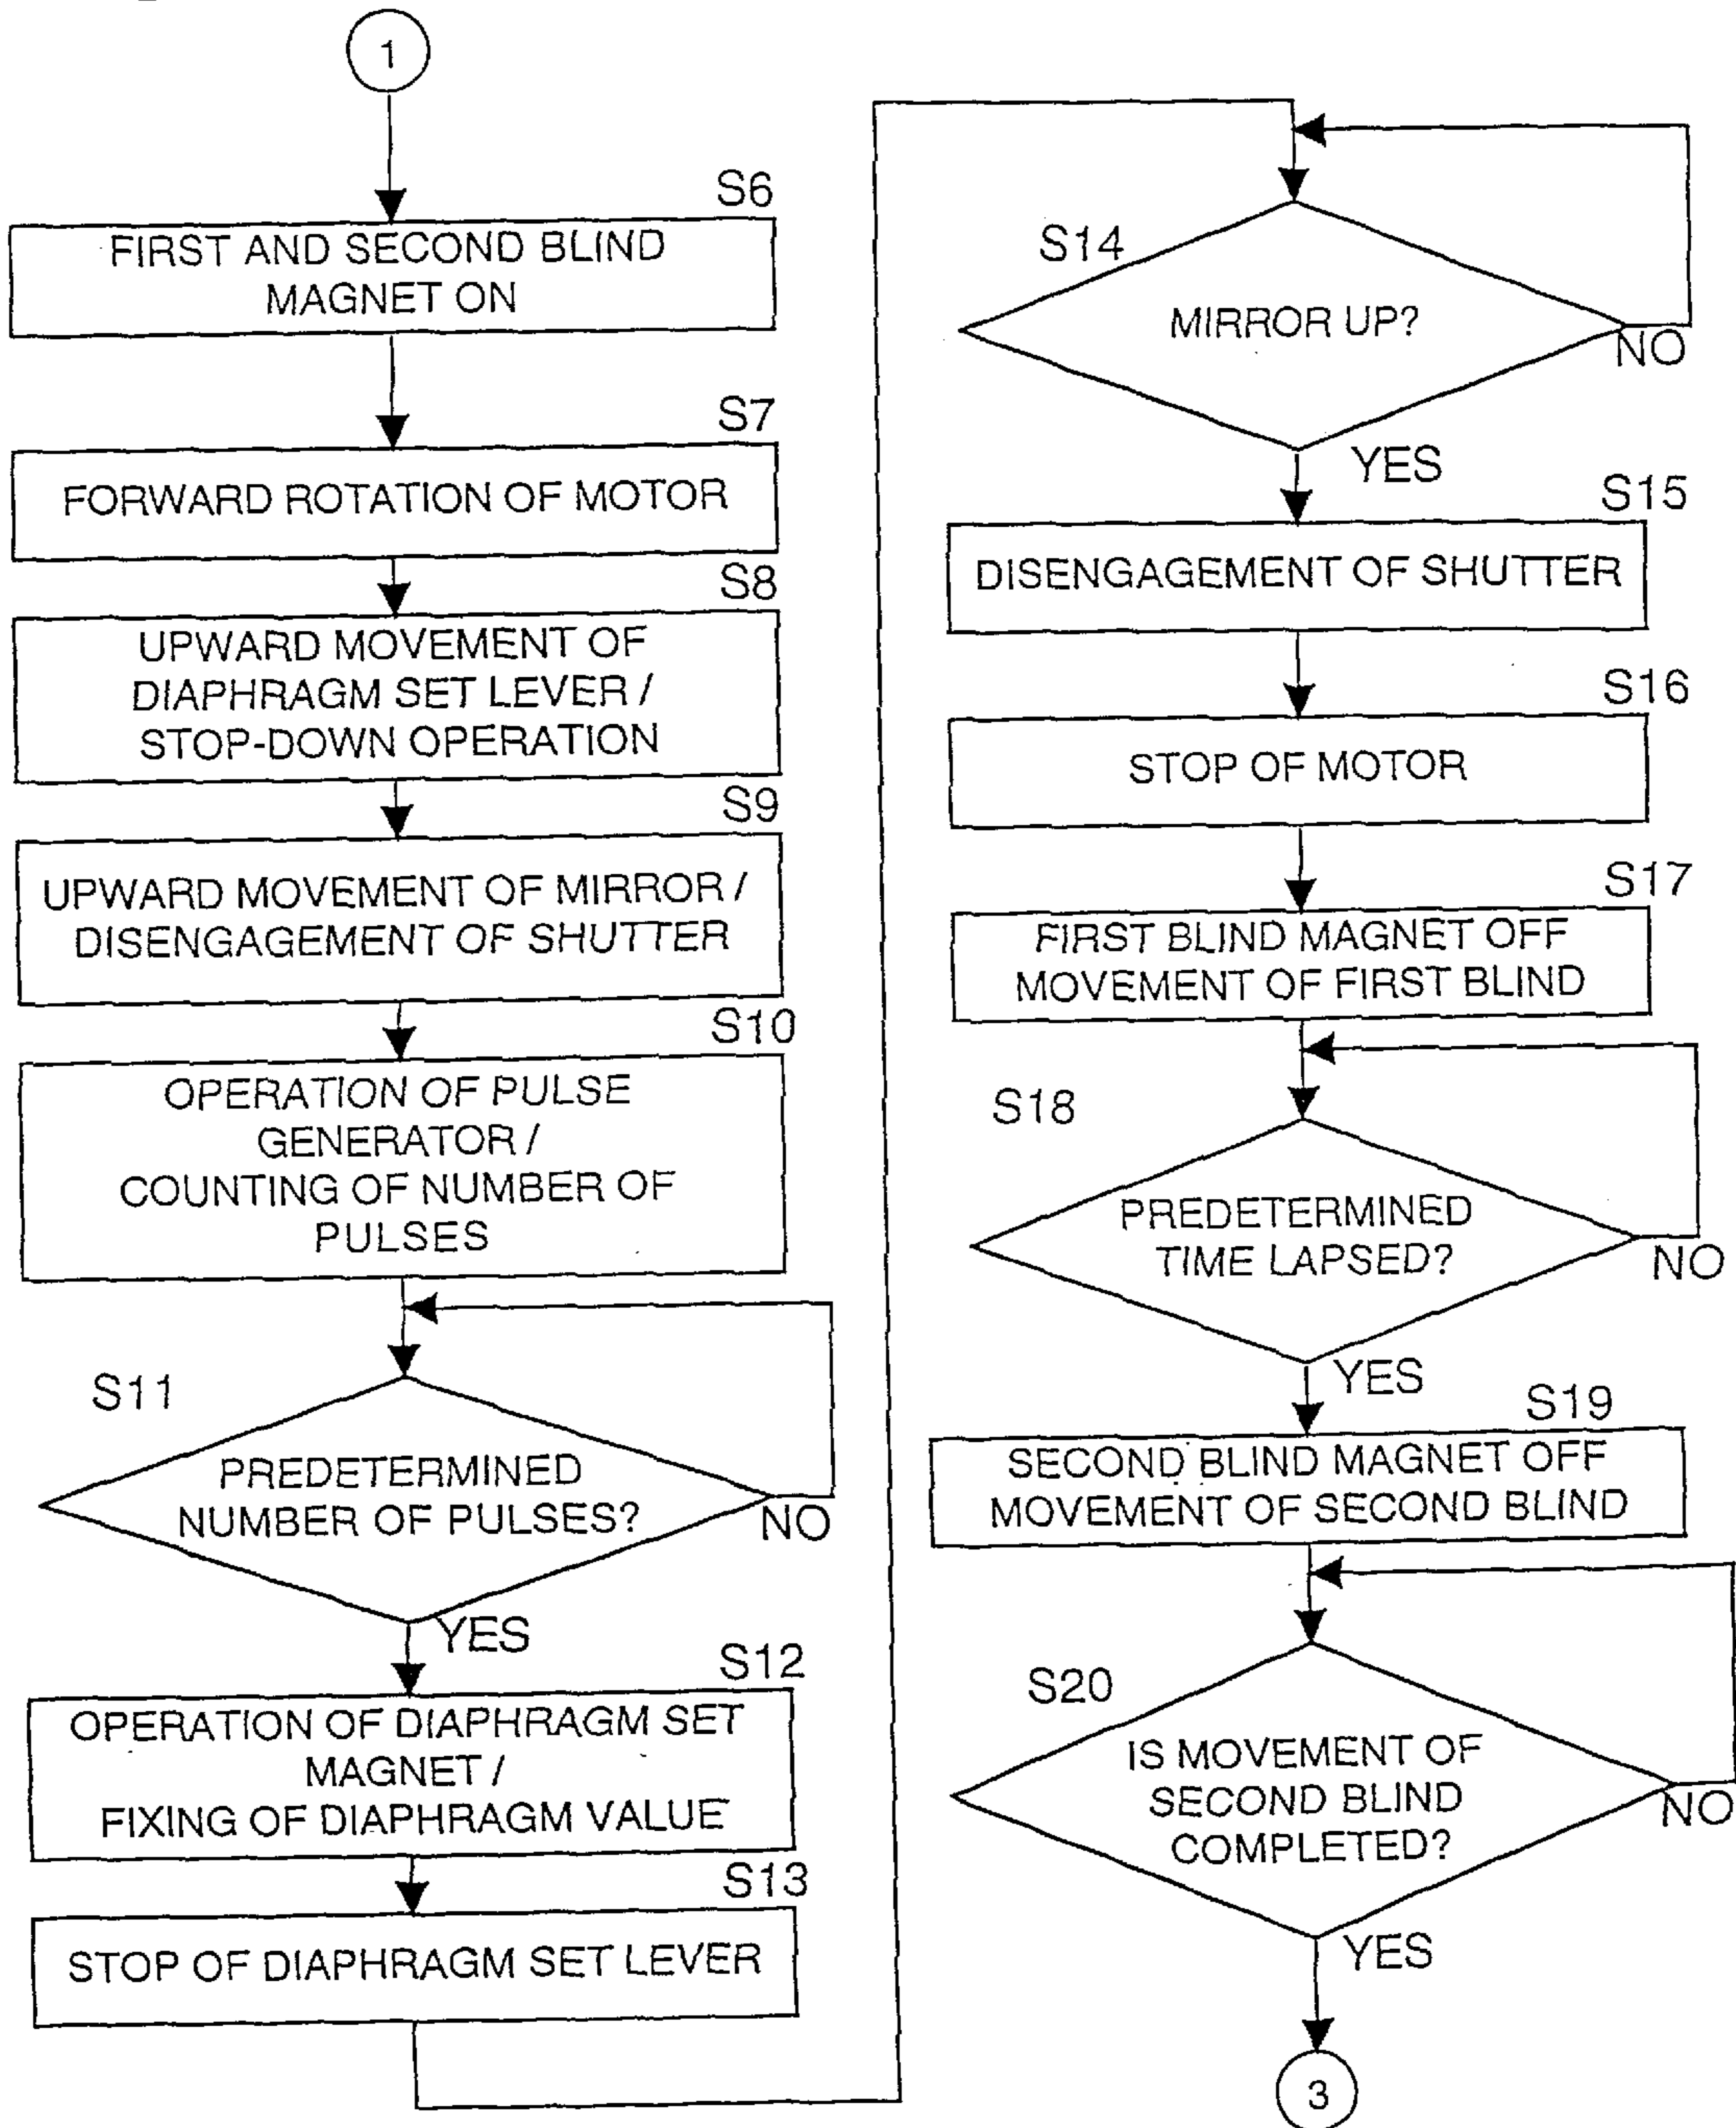 1
S6
FIRST AND SECOND BLIND
MAGNET ON
S7
FORWARD ROTATION OF MOTOR
S8
UPWARD MOVEMENT OF
DIAPHRAGM SET LEVER /
STOP-DOWN OPERATION
S9
UPWARD MOVEMENT OF MIRROR /
DISENGAGEMENT OF SHUTTER
S10
OPERATION OF PULSE
GENERATOR /
COUNTING OF NUMBER OF
PULSES
S11
PREDETERMINED
NUMBER OF PULSES?
NO
YES
S12
OPERATION OF DIAPHRAGM SET
MAGNET /
FIXING OF DIAPHRAGM VALUE
S13
STOP OF DIAPHRAGM SET LEVER
S14
MIRROR UP?
NO
YES
S15
DISENGAGEMENT OF SHUTTER
S16
STOP OF MOTOR
S17
FIRST BLIND MAGNET OFF
MOVEMENT OF FIRST BLIND
S18
PREDETERMINED
TIME LAPSED?
NO
YES
S19
SECOND BLIND MAGNET OFF
MOVEMENT OF SECOND BLIND
S20
IS MOVEMENT OF
SECOND BLIND
COMPLETED?
NO
YES
3